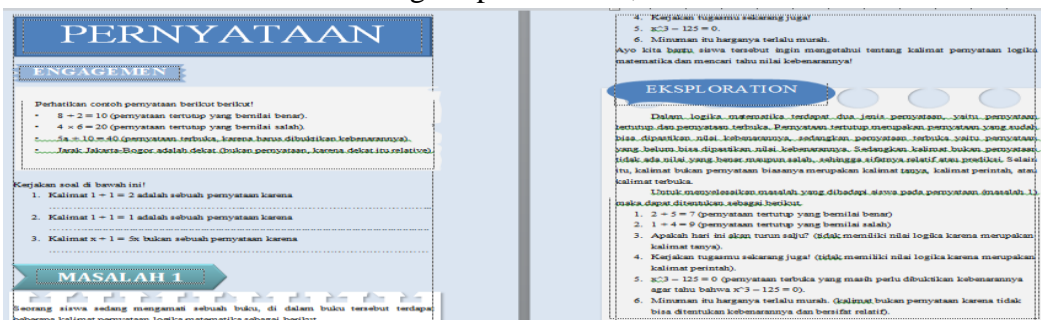 PERNYATAAN
ENGAGEMEN
Perhatikan contoh pernyataan berikut berikut!
- 8 + 2 = 10 (pernyataan tertutup yang bernilai benar).
- 4 × 6 = 20 (pernyataan tertutup yang bernilai salah).
- 5a + 10 = 40 (pernyataan terbuka, karena harus dibuktikan kebenarannya).
- Jarak Jakarta-Bogor adalah dekat (bukan pernyataan, karena dekat itu relative)
Kerjakan soal di bawah ini!
1. Kalimat 1 + 1 = 2 adalah sebuah pernyataan karena
2. Kalimat 1 + 1 = 1 adalah sebuah pernyataan karena
3. Kalimat x + 1 = 5x bukan sebuah pernyataan karena
MASALAH 1
Seorang siswa sedang mengamati sebuah buku, di dalam buku tersebut terdapat
beberapa kalimat pernyataan logika matematika sebagai berikut
4. Kerjakan tugasmu sekarang juga!
5. x^3 – 125 = 0.
6. Minuman itu harganya terlalu murah.
Ayo kita bantu siswa tersebut ingin mengetahui tentang kalimat pernyataan logika
matematika dan mencari tahu nilai kebenarannya!
EKSPLORATION
Dalam logika matematika terdapat dua jenis pernyataan, yaitu pernyataan
tertutup dan pernyataan terbuka. Pernyataan tertutup merupakan pernyataan yang sudah
bisa dipastikan nilai kebenarannya, sedangkan pernyataan terbuka yaitu pernyataan
yang belum bisa dipastikan nilai kebenarannya. Sedangkan kalimat bukan pernyataan
tidak ada nilai yang benar maupun salah, sehingga sifatnya relatif atau prediksi. Selain
itu, kalimat bukan pernyataan biasanya merupakan kalimat tanya, kalimat perintah, atau
kalimat terbuka.
Untuk menyelesaikan masalah yang dihadapi siswa pada pernyataan (masalah 1)
maka dapat ditentukan sebagai berikut.
1. 2 + 5 = 7 (pernyataan tertutup yang bernilai benar)
2. 1 + 4 = 9 (pernyataan tertutup yang bernilai salah)
3. Apakah hari ini akan turun salju? (tidak memiliki nilai logika karena merupakan
kalimat tanya).
4. Kerjakan tugasmu sekarang juga! (tidak memiliki nilai logika karena merupakan
kalimat perintah).
5. x^3 – 125 = 0 (pernyataan terbuka yang masih perlu dibuktikan kebenarannya
agar tahu bahwa x^3 – 125 = 0).
6. Minuman itu harganya terlalu murah. (kalimat bukan pernyataan karena tidak
bisa ditentukan kebenarannya dan bersifat relatif).